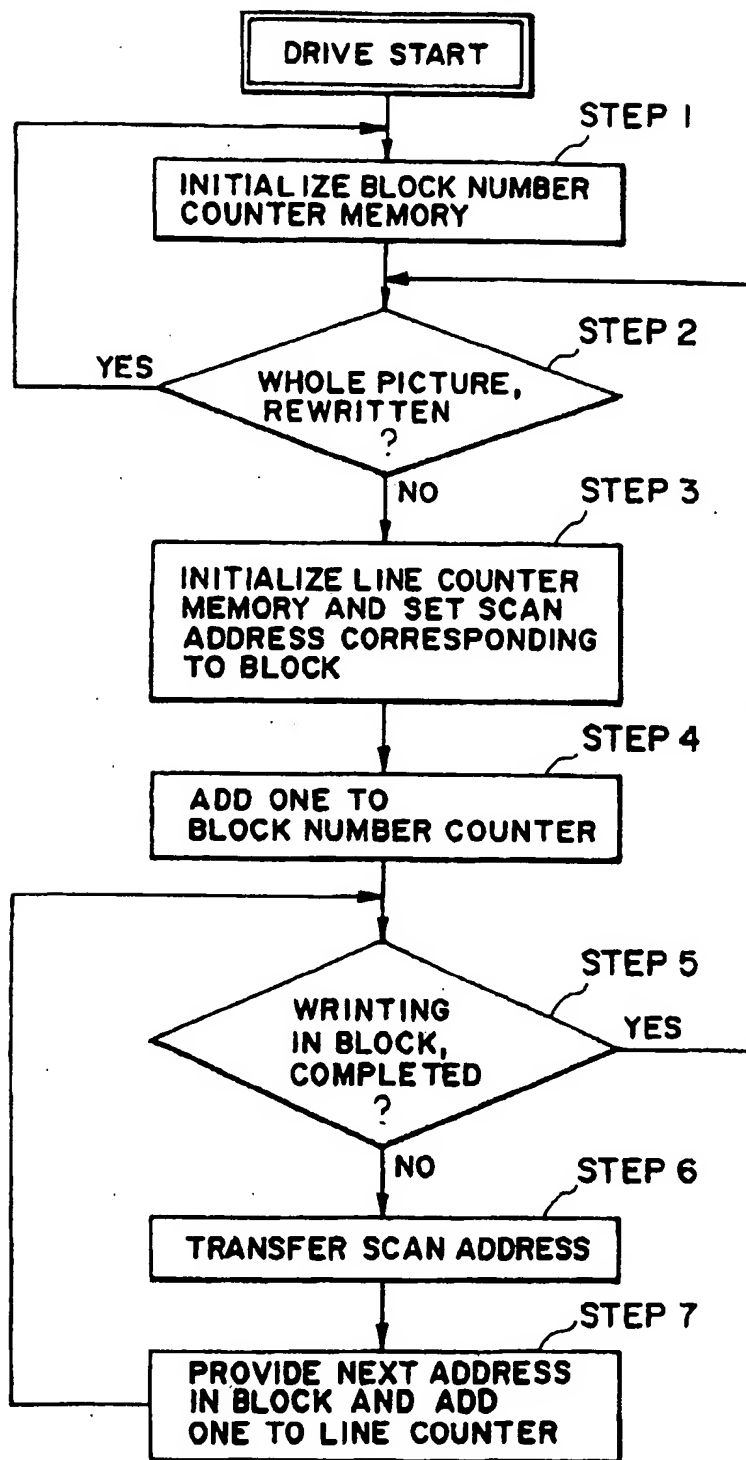 DRIVE START
STEP 1
INITIALIZE BLOCK NUMBER
COUNTER MEMORY
STEP 2
YES
WHOLE PICTURE,
REWRITTEN
?
NO
STEP 3
INITIALIZE LINE COUNTER
MEMORY AND SET SCAN
ADDRESS CORRESPONDING
TO BLOCK
STEP 4
ADD ONE TO
BLOCK NUMBER COUNTER
STEP 5
WRINTING
IN BLOCK,
COMPLETED
?
YES
NO
STEP 6
TRANSFER SCAN ADDRESS
STEP 7
PROVIDE NEXT ADDRESS
IN BLOCK AND ADD
ONE TO LINE COUNTER